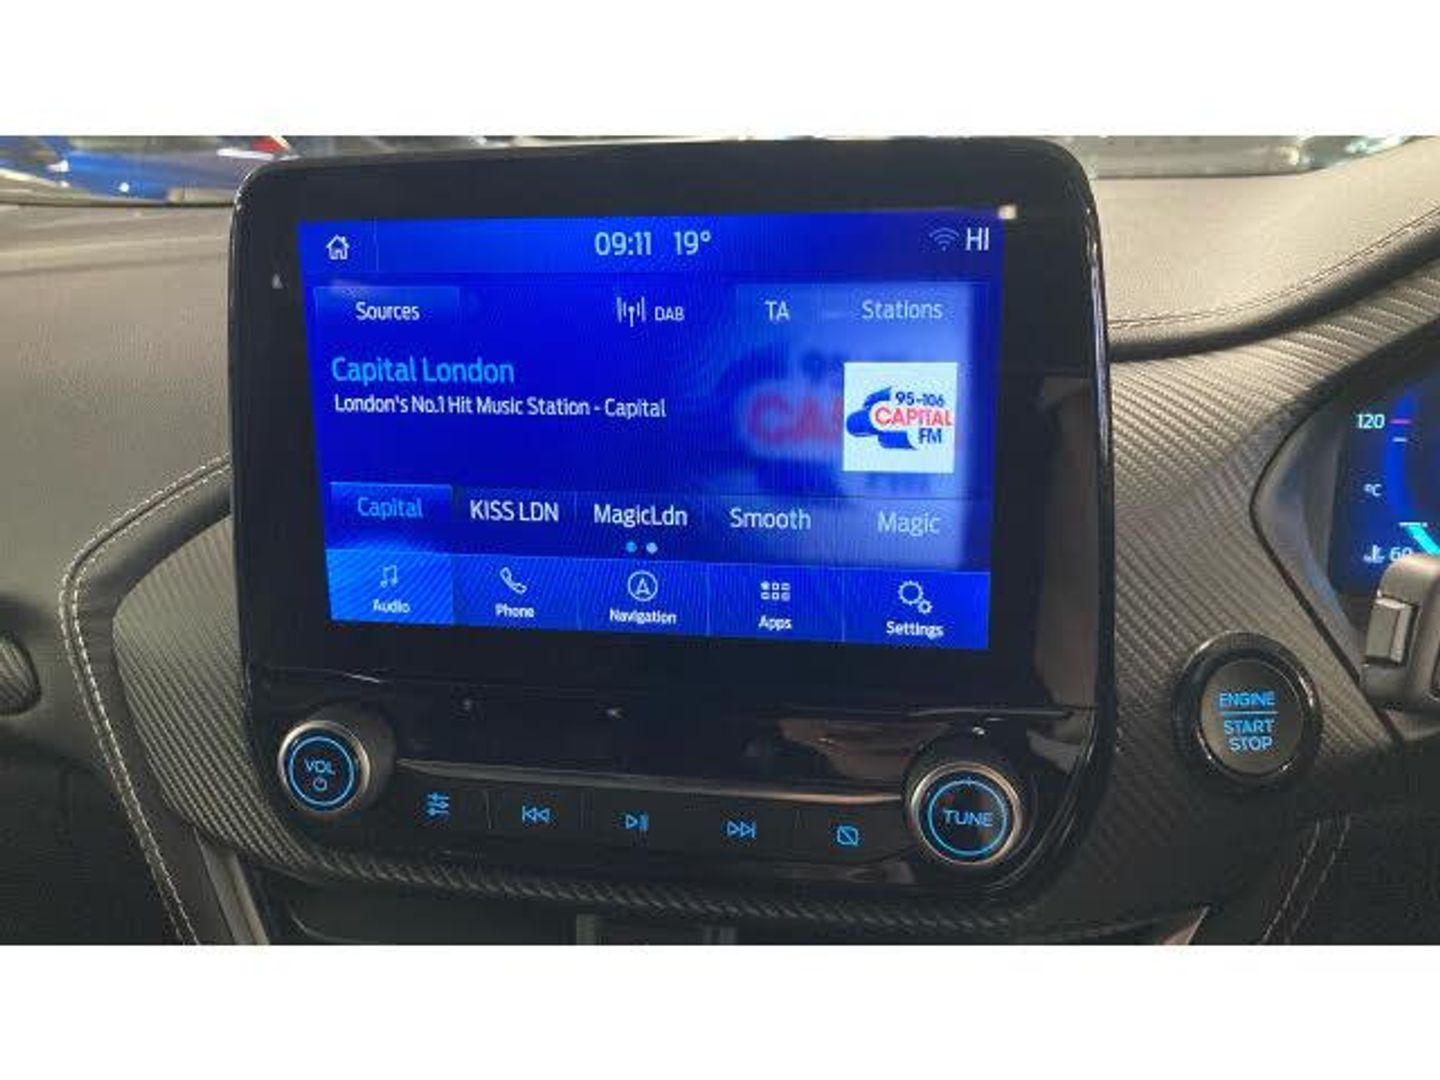 09:11 19° HI
Sources DAB TA Stations
Capital London
London's No.1 Hit Music Station - Capital
95-106
CAPITAL
FM
Capital KISS LDN MagicLdn Smooth Magic
Audio Phone Navigation Apps Settings
VOL
TUNE
ENGINE
START
STOP
120
°C
60